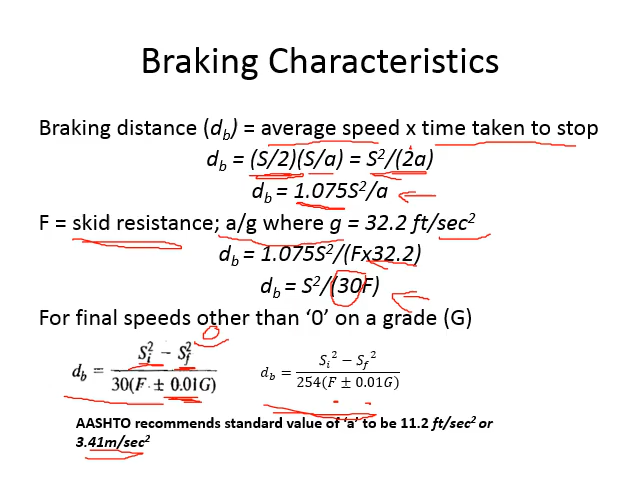 Braking Characteristics
Braking distance (d_b) = average speed x time taken to stop
d_b = (S/2)(S/a) = S²/(2a)
d_b = 1.075S²/a
F = skid resistance; a/g where g = 32.2 ft/sec²
d_b = 1.075S²/(Fx32.2)
d_b = S²/(30F)
For final speeds other than ‘0’ on a grade (G)
0
d_b = (S_i² − S_f²) / (30(F ± 0.01G)) d_b = (S_i² − S_f²) / (254(F ± 0.01G))
AASHTO recommends standard value of ‘a’ to be 11.2 ft/sec² or
3.41m/sec²